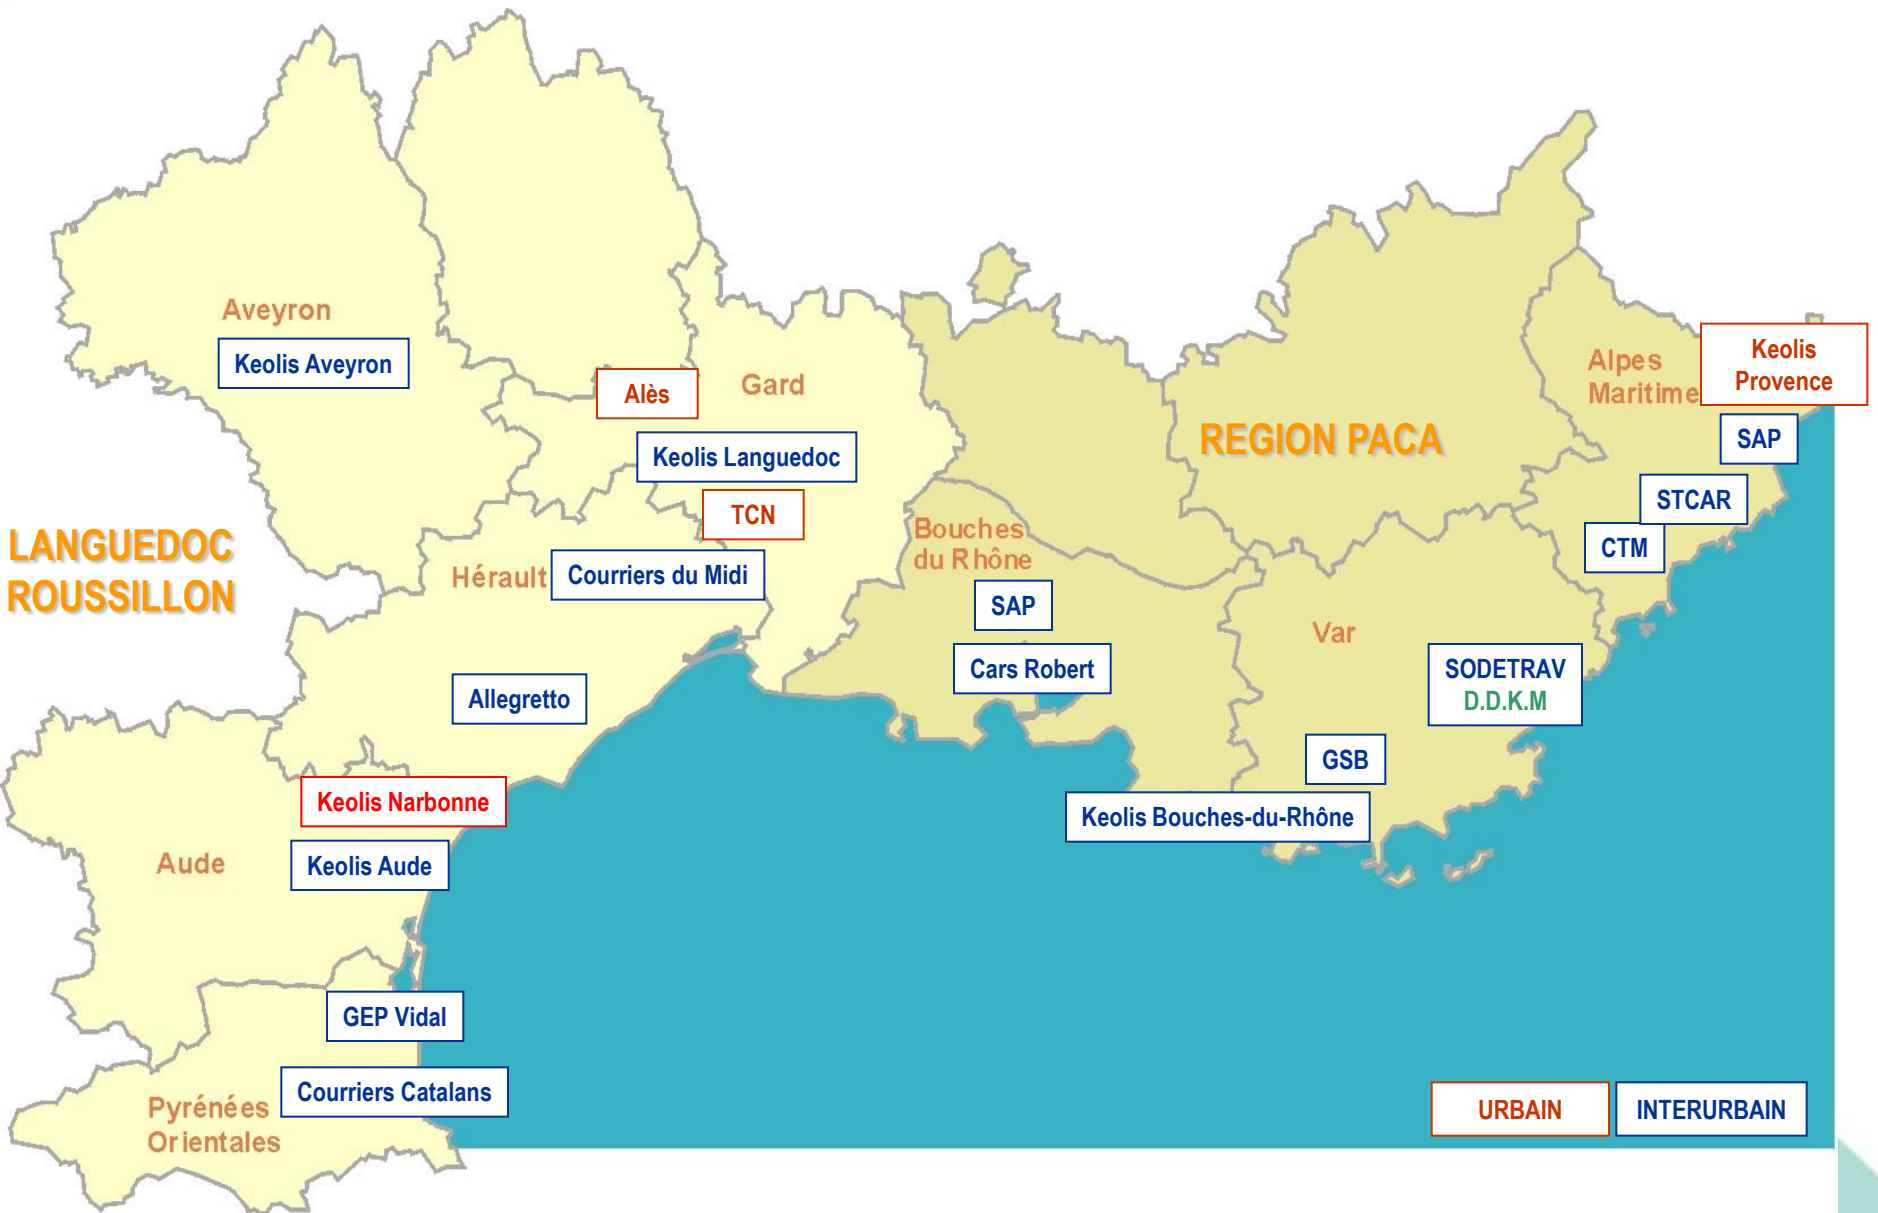 Aveyron
Keolis Aveyron
Alès
Gard
Keolis Languedoc
TCN
LANGUEDOC
ROUSSILLON
Hérault
Courriers du Midi
Allegretto
Keolis Narbonne
Aude
Keolis Aude
GEP Vidal
Courriers Catalans
Pyrénées
Orientales
REGION PACA
Alpes
Maritime
Keolis
Provence
SAP
STCAR
CTM
Bouches
du Rhône
SAP
Cars Robert
Var
SODETRAV
D.D.K.M
GSB
Keolis Bouches-du-Rhône
URBAIN
INTERURBAIN